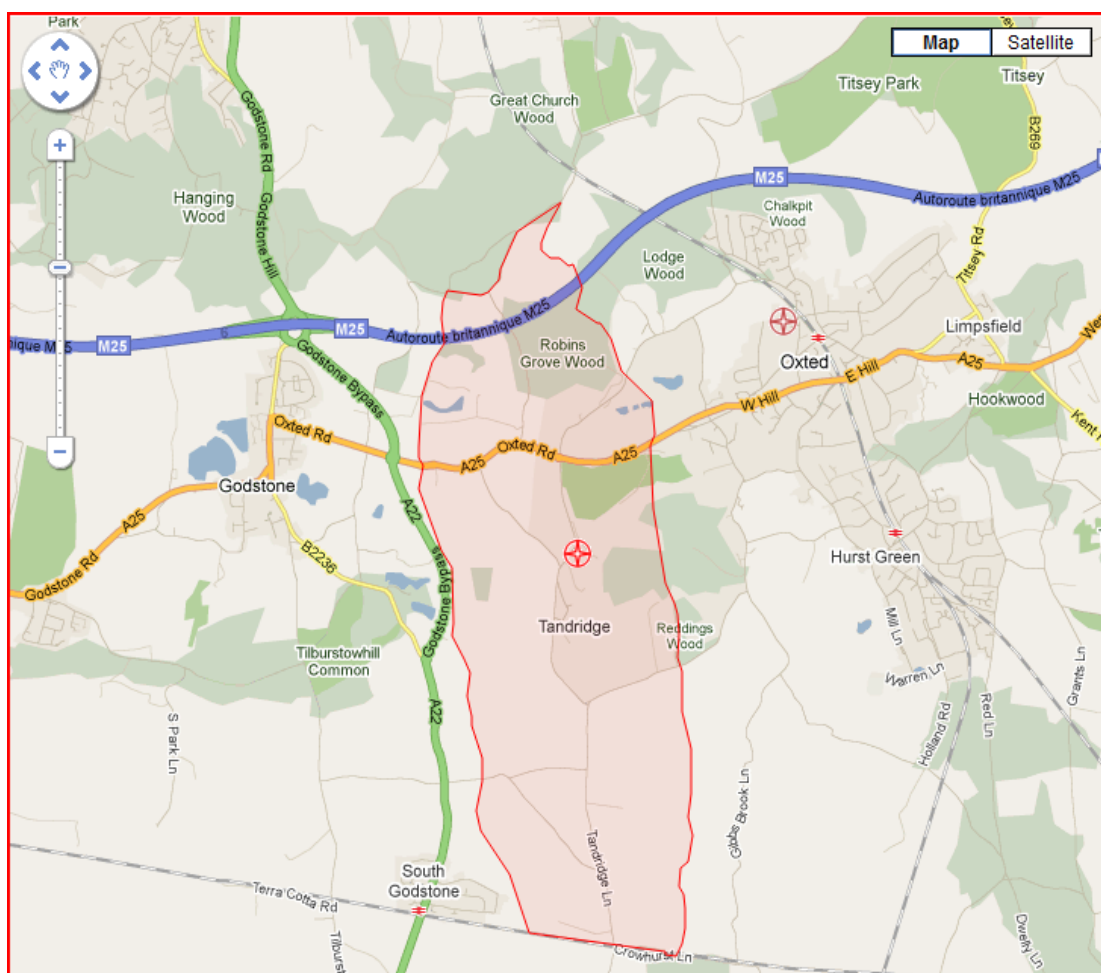 Park
Map
Satellite
Titsey Park
Titsey
Great Church
Wood
B269
Godstone Rd
Godstone Hill
Hanging
Wood
M25
Autoroute britannique M25
Chalkpit
Wood
Lodge
Wood
Titsey Rd
M25
M25
Autoroute britannique M25
Limpsfield
Robins
Grove Wood
Oxted
A25
E Hill
W Hill
Hookwood
Godstone Bypass
Oxted Rd
Oxted Rd
A25
A25
A25
Godstone
A22
A25
B2236
Godstone Rd
Godstone Bypass
Hurst Green
Tandridge
Reddings
Wood
Mill Ln
Tilburstowhill
Common
Warren Ln
Grants Ln
A22
Red Ln
Holland Rd
S Park Ln
Gibbs Brook Ln
Tandridge Ln
South
Godstone
Terra Cotta Rd
Crowhurst Ln